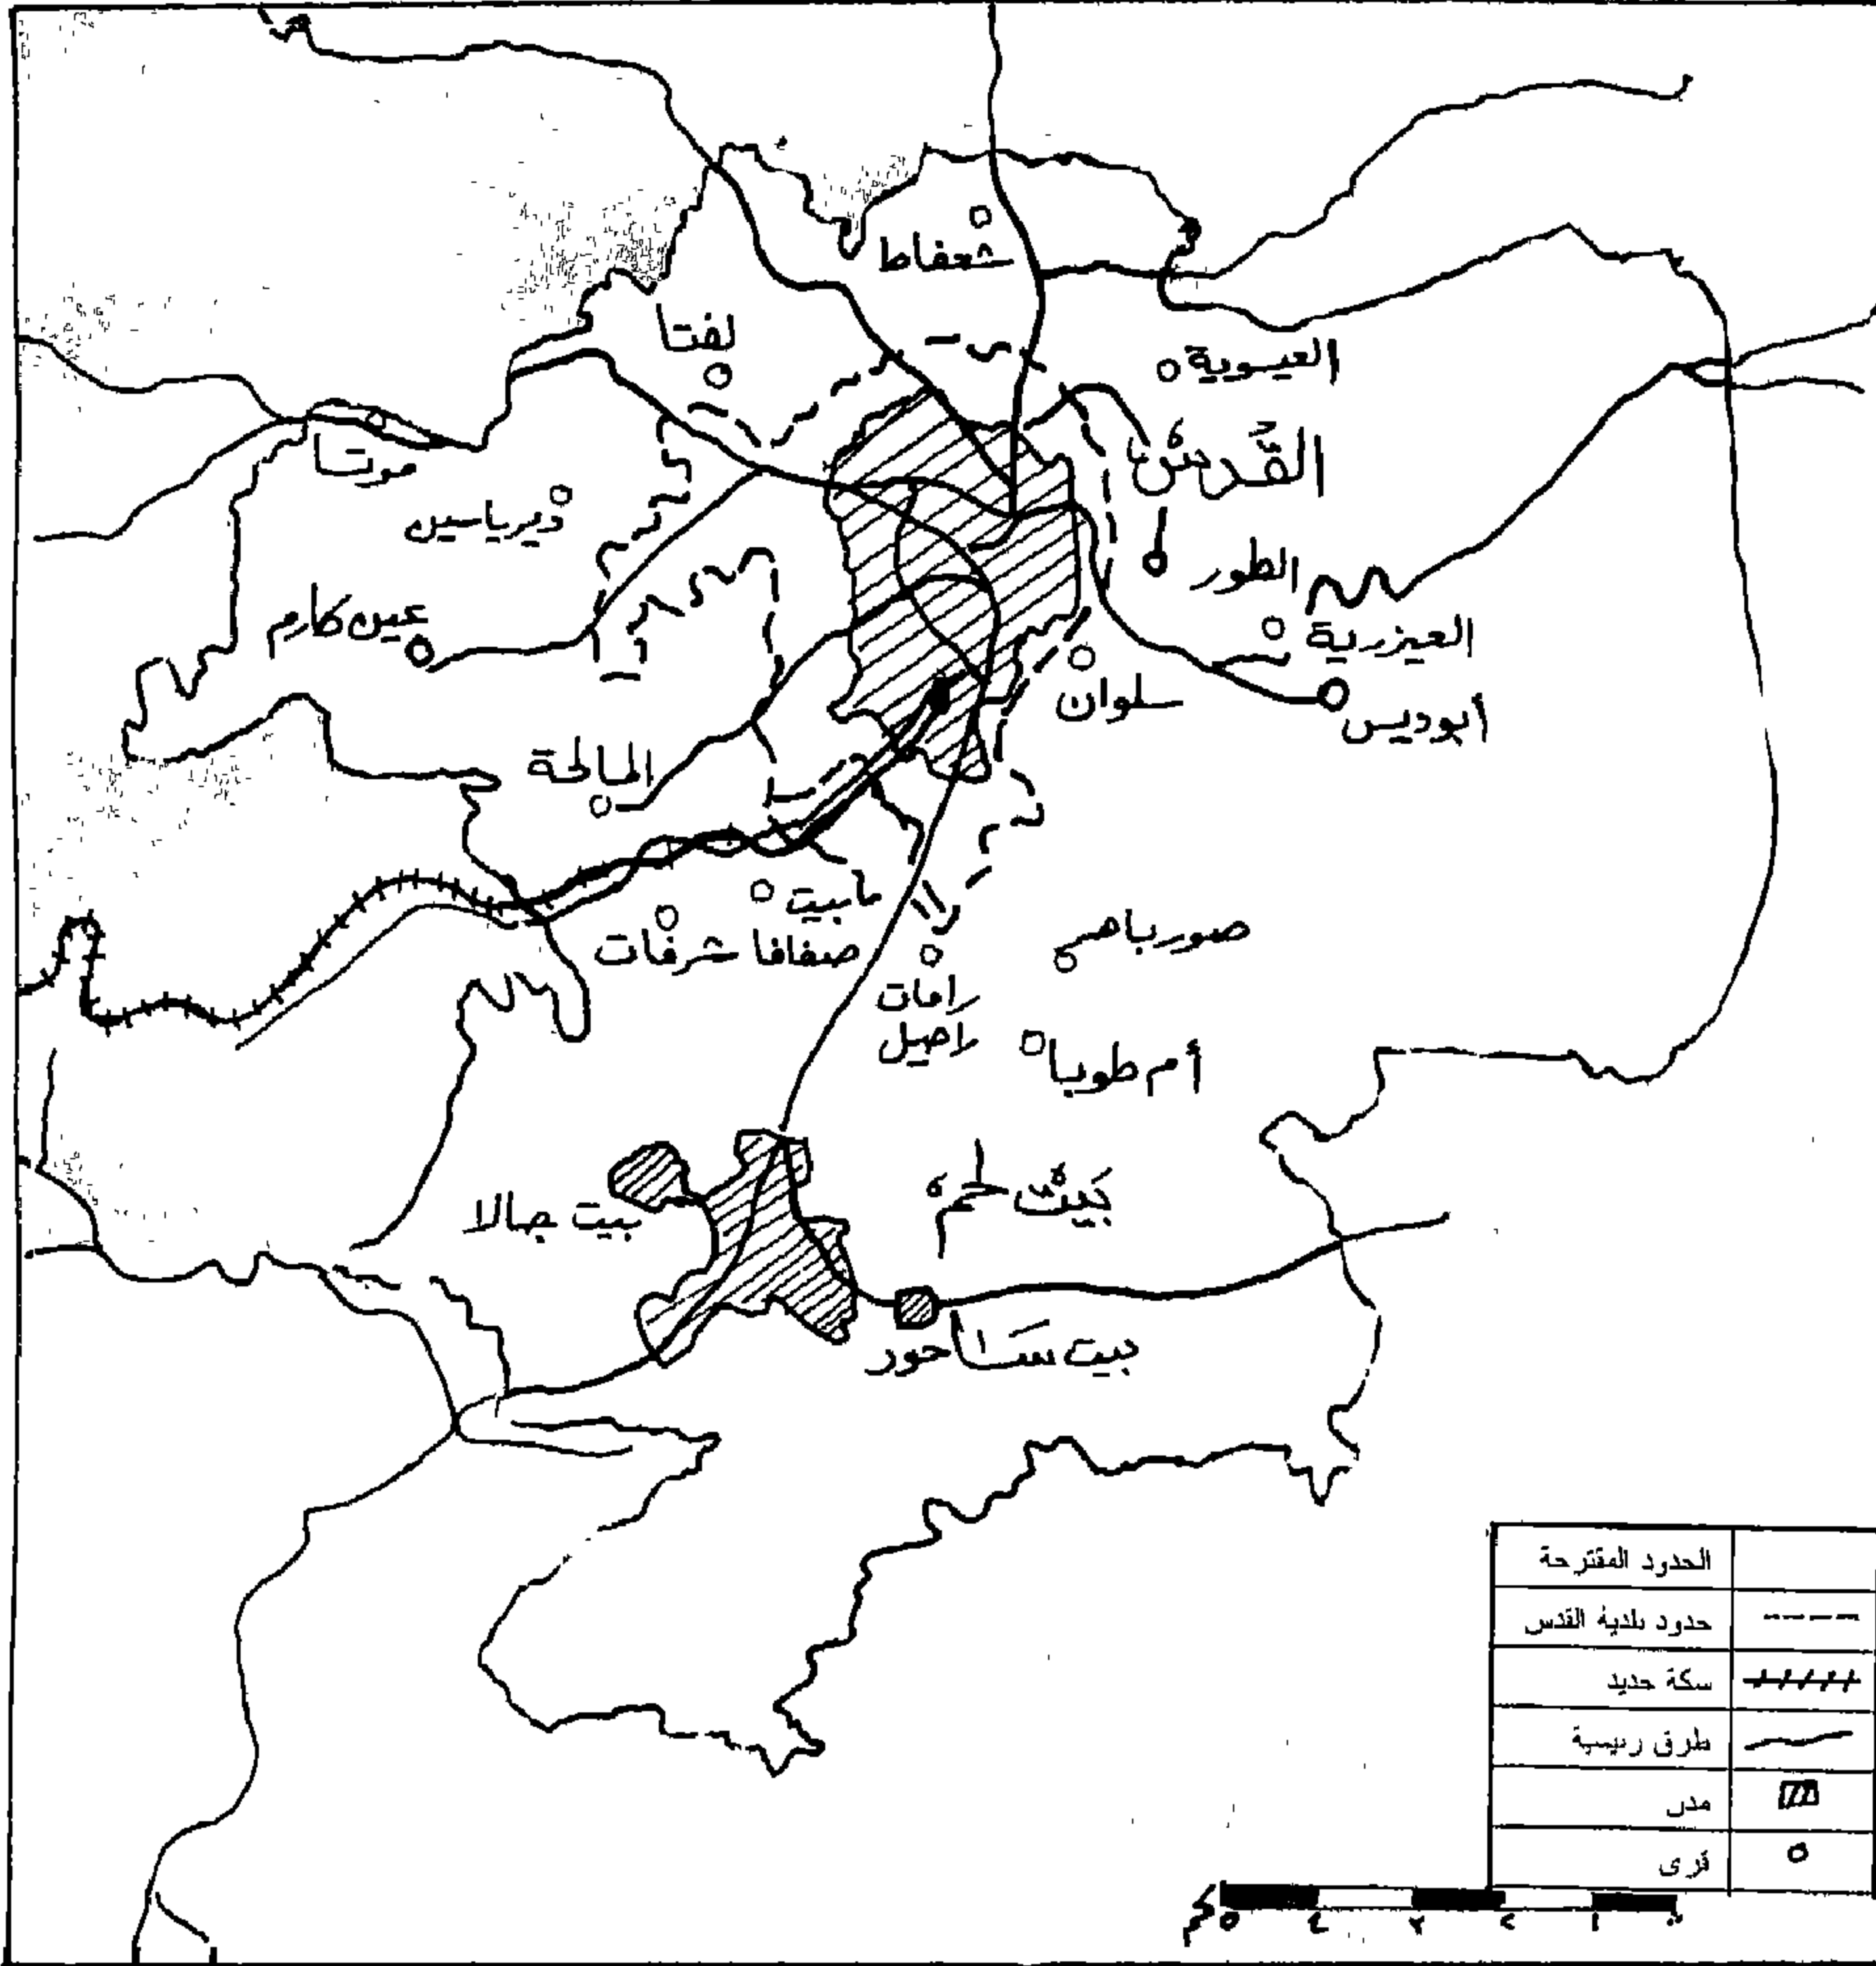 شعفاط
لفتا
العيسوية
القدس
موتسا
ديرياسين
الطور
عين كارم
العيزرية
سلوان
أبوديس
المالحة
بيت
صفافا شرفات
صورباهر
رامات
راحيل
أم طوبا
بيت لحم
بيت جالا
بيت ساحور
الحدود المقترحة
حدود بلدية القدس
سكة حديد
طرق رئيسية
مدن
قرى
كم ٥ ٤ ٣ ٢ ١ ٠